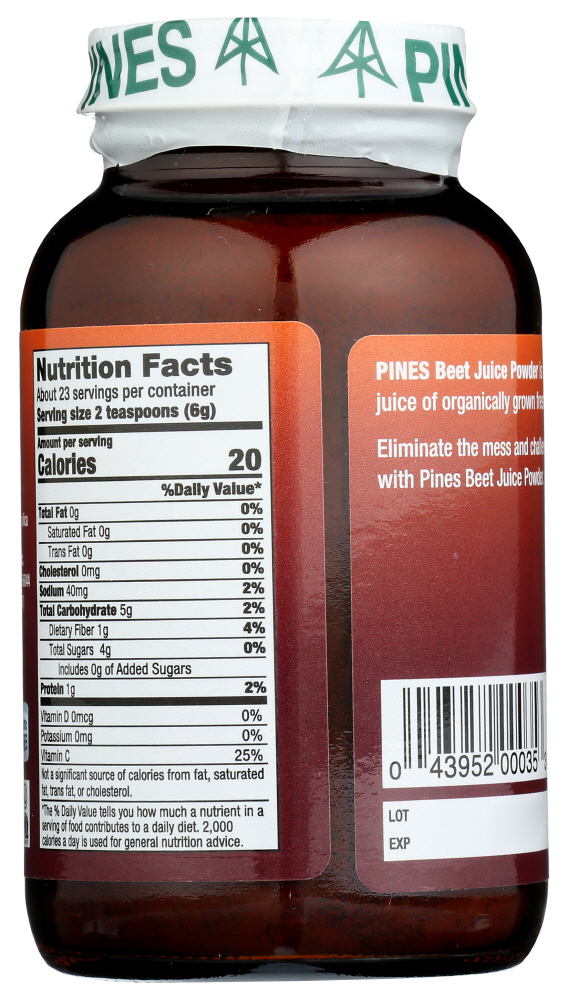 PINES
PIN
Nutrition Facts
About 23 servings per container
Serving size 2 teaspoons (6g)
Amount per serving
Calories 20
%Daily Value*
Total Fat 0g 0%
Saturated Fat 0g 0%
Trans Fat 0g 0%
Cholesterol 0mg 0%
Sodium 40mg 2%
Total Carbohydrate 5g 2%
Dietary Fiber 1g 4%
Total Sugars 4g 0%
Includes 0g of Added Sugars
Protein 1g 2%
Vitamin D 0mcg 0%
Potassium 0mg 0%
Vitamin C 25%
Not a significant source of calories from fat, saturated
fat, trans fat, or cholesterol.
*The % Daily Value tells you how much a nutrient in a
serving of food contributes to a daily diet. 2,000
calories a day is used for general nutrition advice.
PINES Beet Juice Powder is
juice of organically grown
Eliminate the mess and
with Pines Beet Juice Powder
0 43952 00035
LOT
EXP